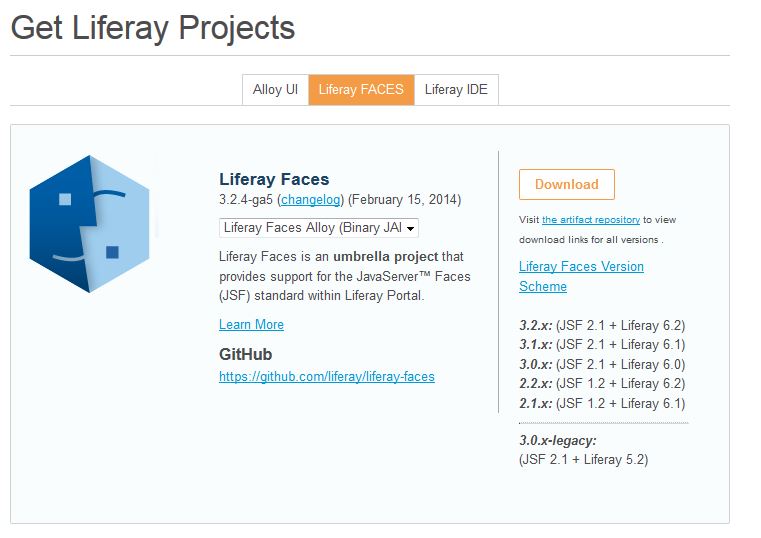 Get Liferay Projects
Alloy UI
Liferay FACES
Liferay IDE
Liferay Faces
3.2.4-ga5 (changelog) (February 15, 2014)
Liferay Faces Alloy (Binary JAI
Liferay Faces is an umbrella project that
provides support for the JavaServer™ Faces
(JSF) standard within Liferay Portal.
Learn More
GitHub
https://github.com/liferay/liferay-faces
Download
Visit the artifact repository to view
download links for all versions .
Liferay Faces Version
Scheme
3.2.x: (JSF 2.1 + Liferay 6.2)
3.1.x: (JSF 2.1 + Liferay 6.1)
3.0.x: (JSF 2.1 + Liferay 6.0)
2.2.x: (JSF 1.2 + Liferay 6.2)
2.1.x: (JSF 1.2 + Liferay 6.1)
3.0.x-legacy:
(JSF 2.1 + Liferay 5.2)